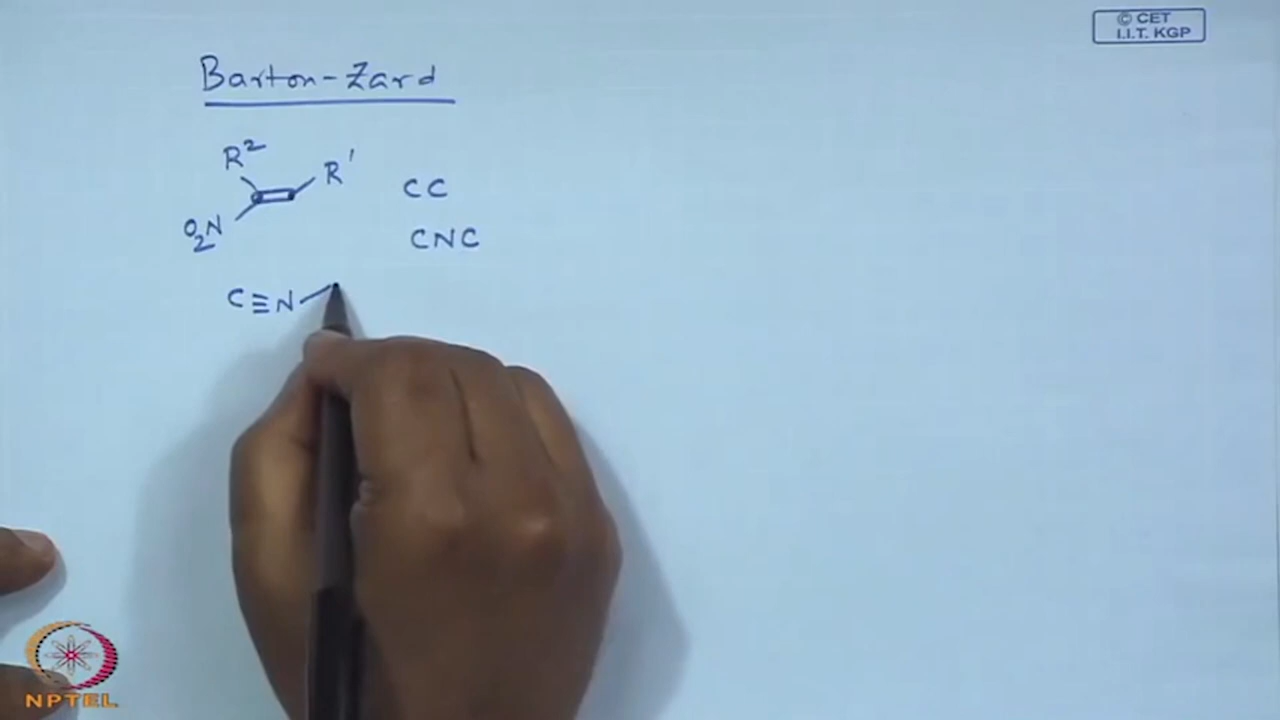 © CET
I.I.T. KGP
Barton-Zard
R² R'
O₂N
CC
CNC
C≡N
NPTEL